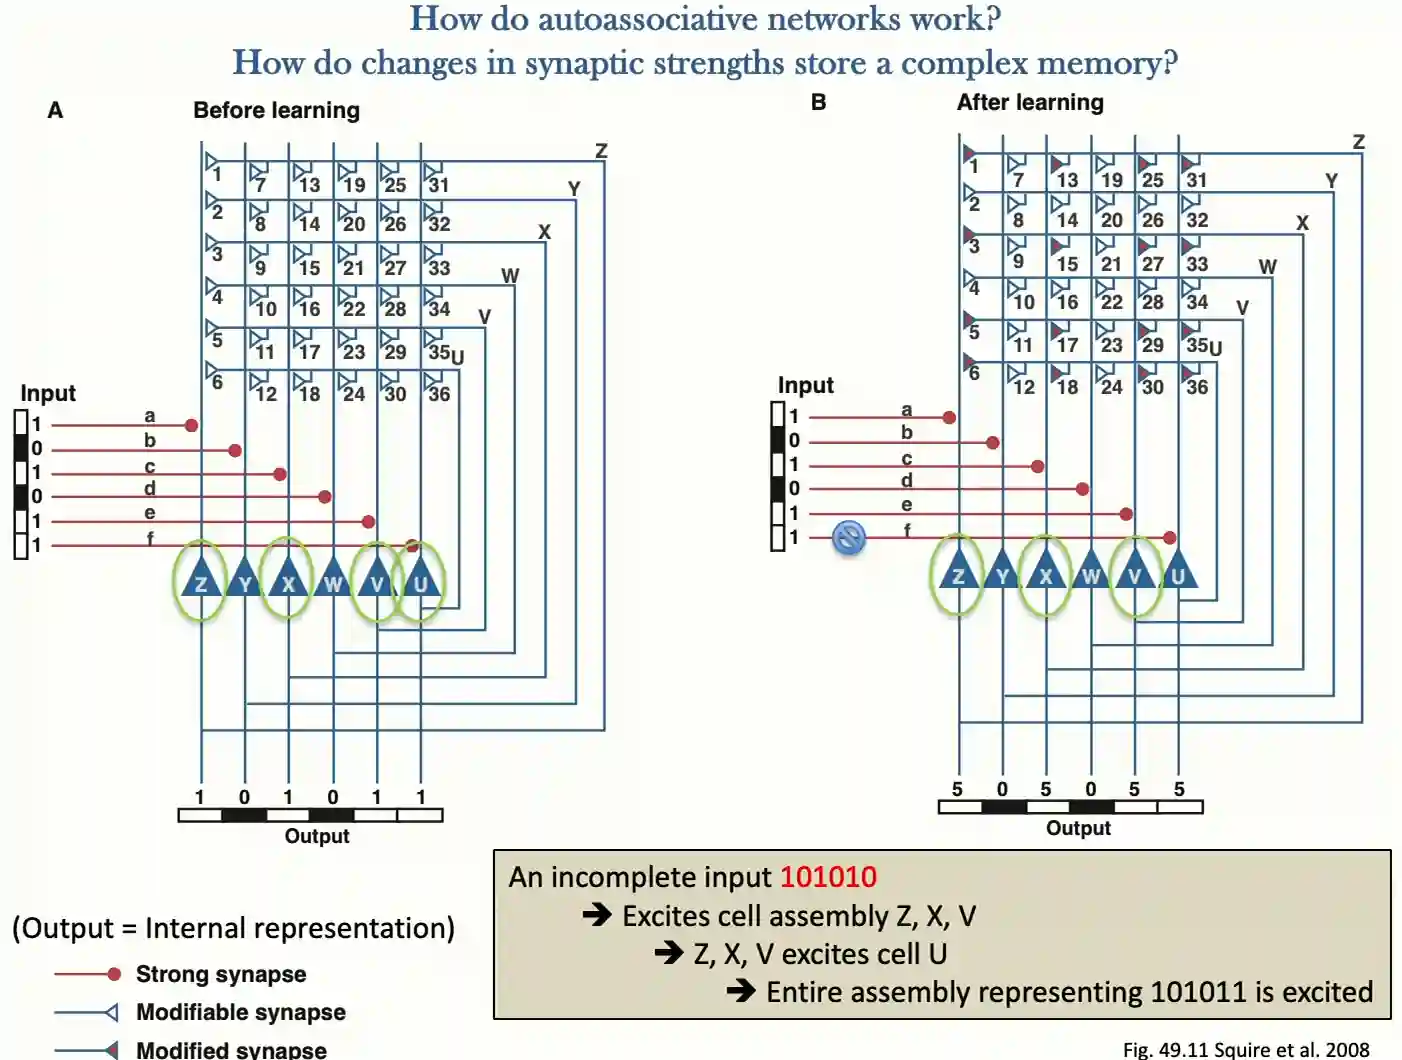 How do autoassociative networks work?
How do changes in synaptic strengths store a complex memory?
A
Before learning
Z
1 7 13 19 25 31
Y
2 8 14 20 26 32
X
3 9 15 21 27 33
W
4 10 16 22 28 34
V
5 11 17 23 29 35
U
6 12 18 24 30 36
Input
1 a
0 b
1 c
0 d
1 e
1 f
Z Y X W V U
1 0 1 0 1 1
Output
B
After learning
Z
1 7 13 19 25 31
Y
2 8 14 20 26 32
X
3 9 15 21 27 33
W
4 10 16 22 28 34
V
5 11 17 23 29 35
U
6 12 18 24 30 36
Input
1 a
0 b
1 c
0 d
1 e
1 f
Z Y X W V U
5 0 5 0 5 5
Output
An incomplete input 101010
➔ Excites cell assembly Z, X, V
➔ Z, X, V excites cell U
➔ Entire assembly representing 101011 is excited
(Output = Internal representation)
Strong synapse
Modifiable synapse
Modified synapse
Fig. 49.11 Squire et al. 2008